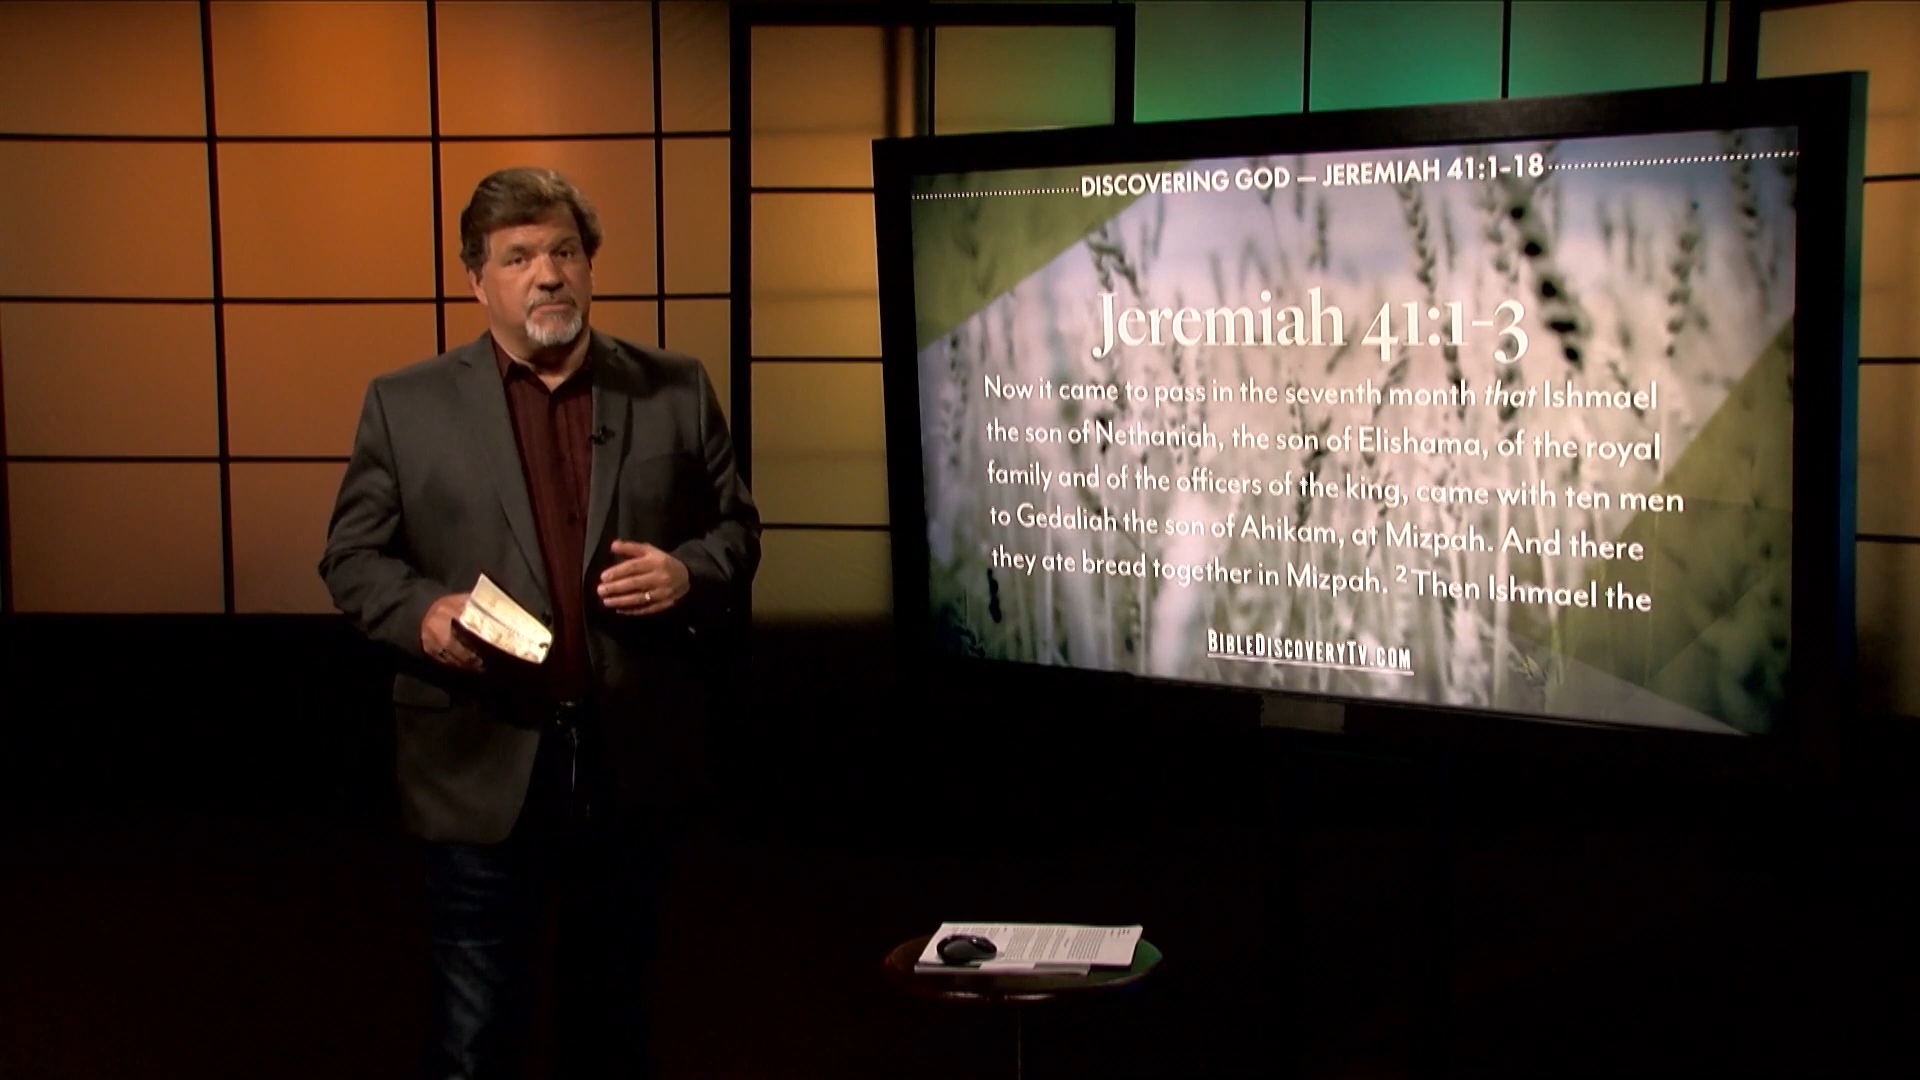 DISCOVERING GOD — JEREMIAH 41:1-18
Jeremiah 41:1-3
Now it came to pass in the seventh month that Ishmael
the son of Nethaniah, the son of Elishama, of the royal
family and of the officers of the king, came with ten men
to Gedaliah the son of Ahikam, at Mizpah. And there
they ate bread together in Mizpah. 2 Then Ishmael the
BIBLEDISCOVERYTV.COM